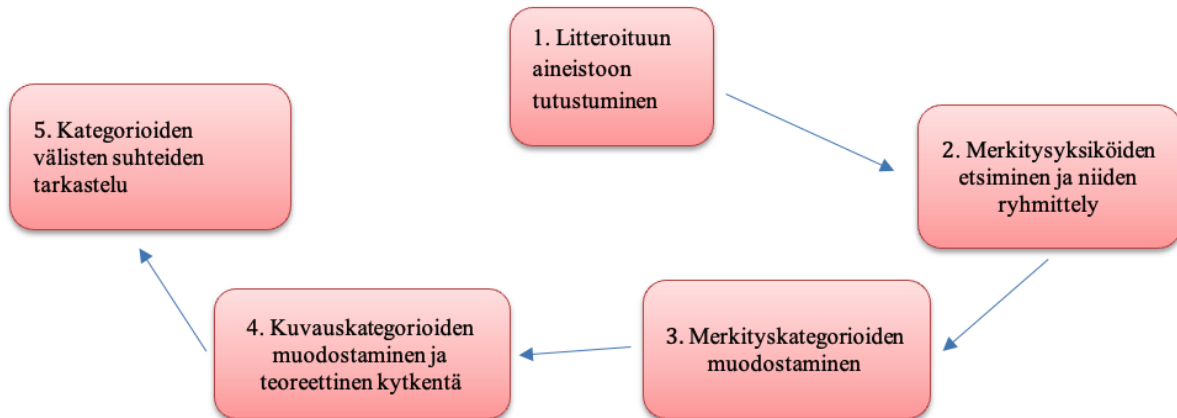 1. Litteroituun
aineistoon
tutustuminen
2. Merkitysyksiköiden
etsiminen ja niiden
ryhmittely
3. Merkityskategorioiden
muodostaminen
4. Kuvauskategorioiden
muodostaminen ja
teoreettinen kytkentä
5. Kategorioiden
välisten suhteiden
tarkastelu